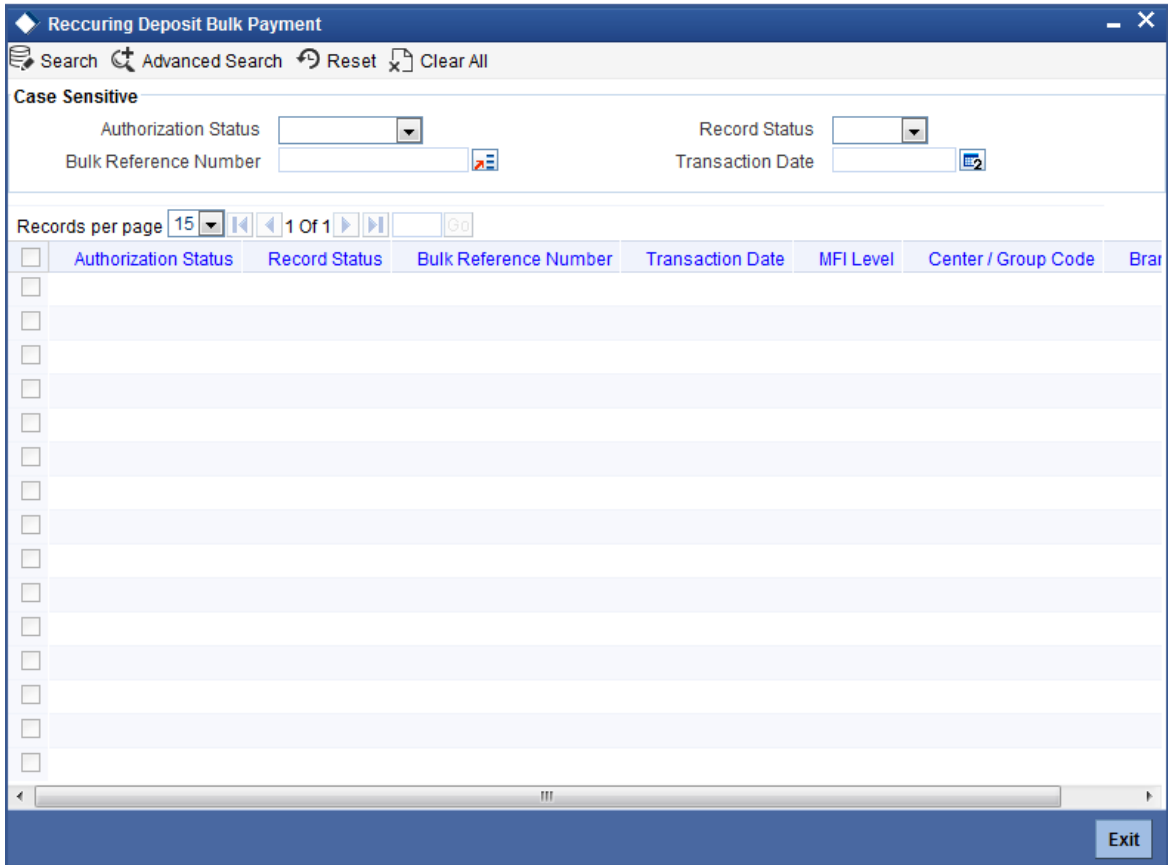 Reccuring Deposit Bulk Payment
Search Advanced Search Reset Clear All
Case Sensitive
Authorization Status Record Status
Bulk Reference Number Transaction Date
Records per page 15 1 Of 1 Go
Authorization Status Record Status Bulk Reference Number Transaction Date MFI Level Center / Group Code Bran
Exit